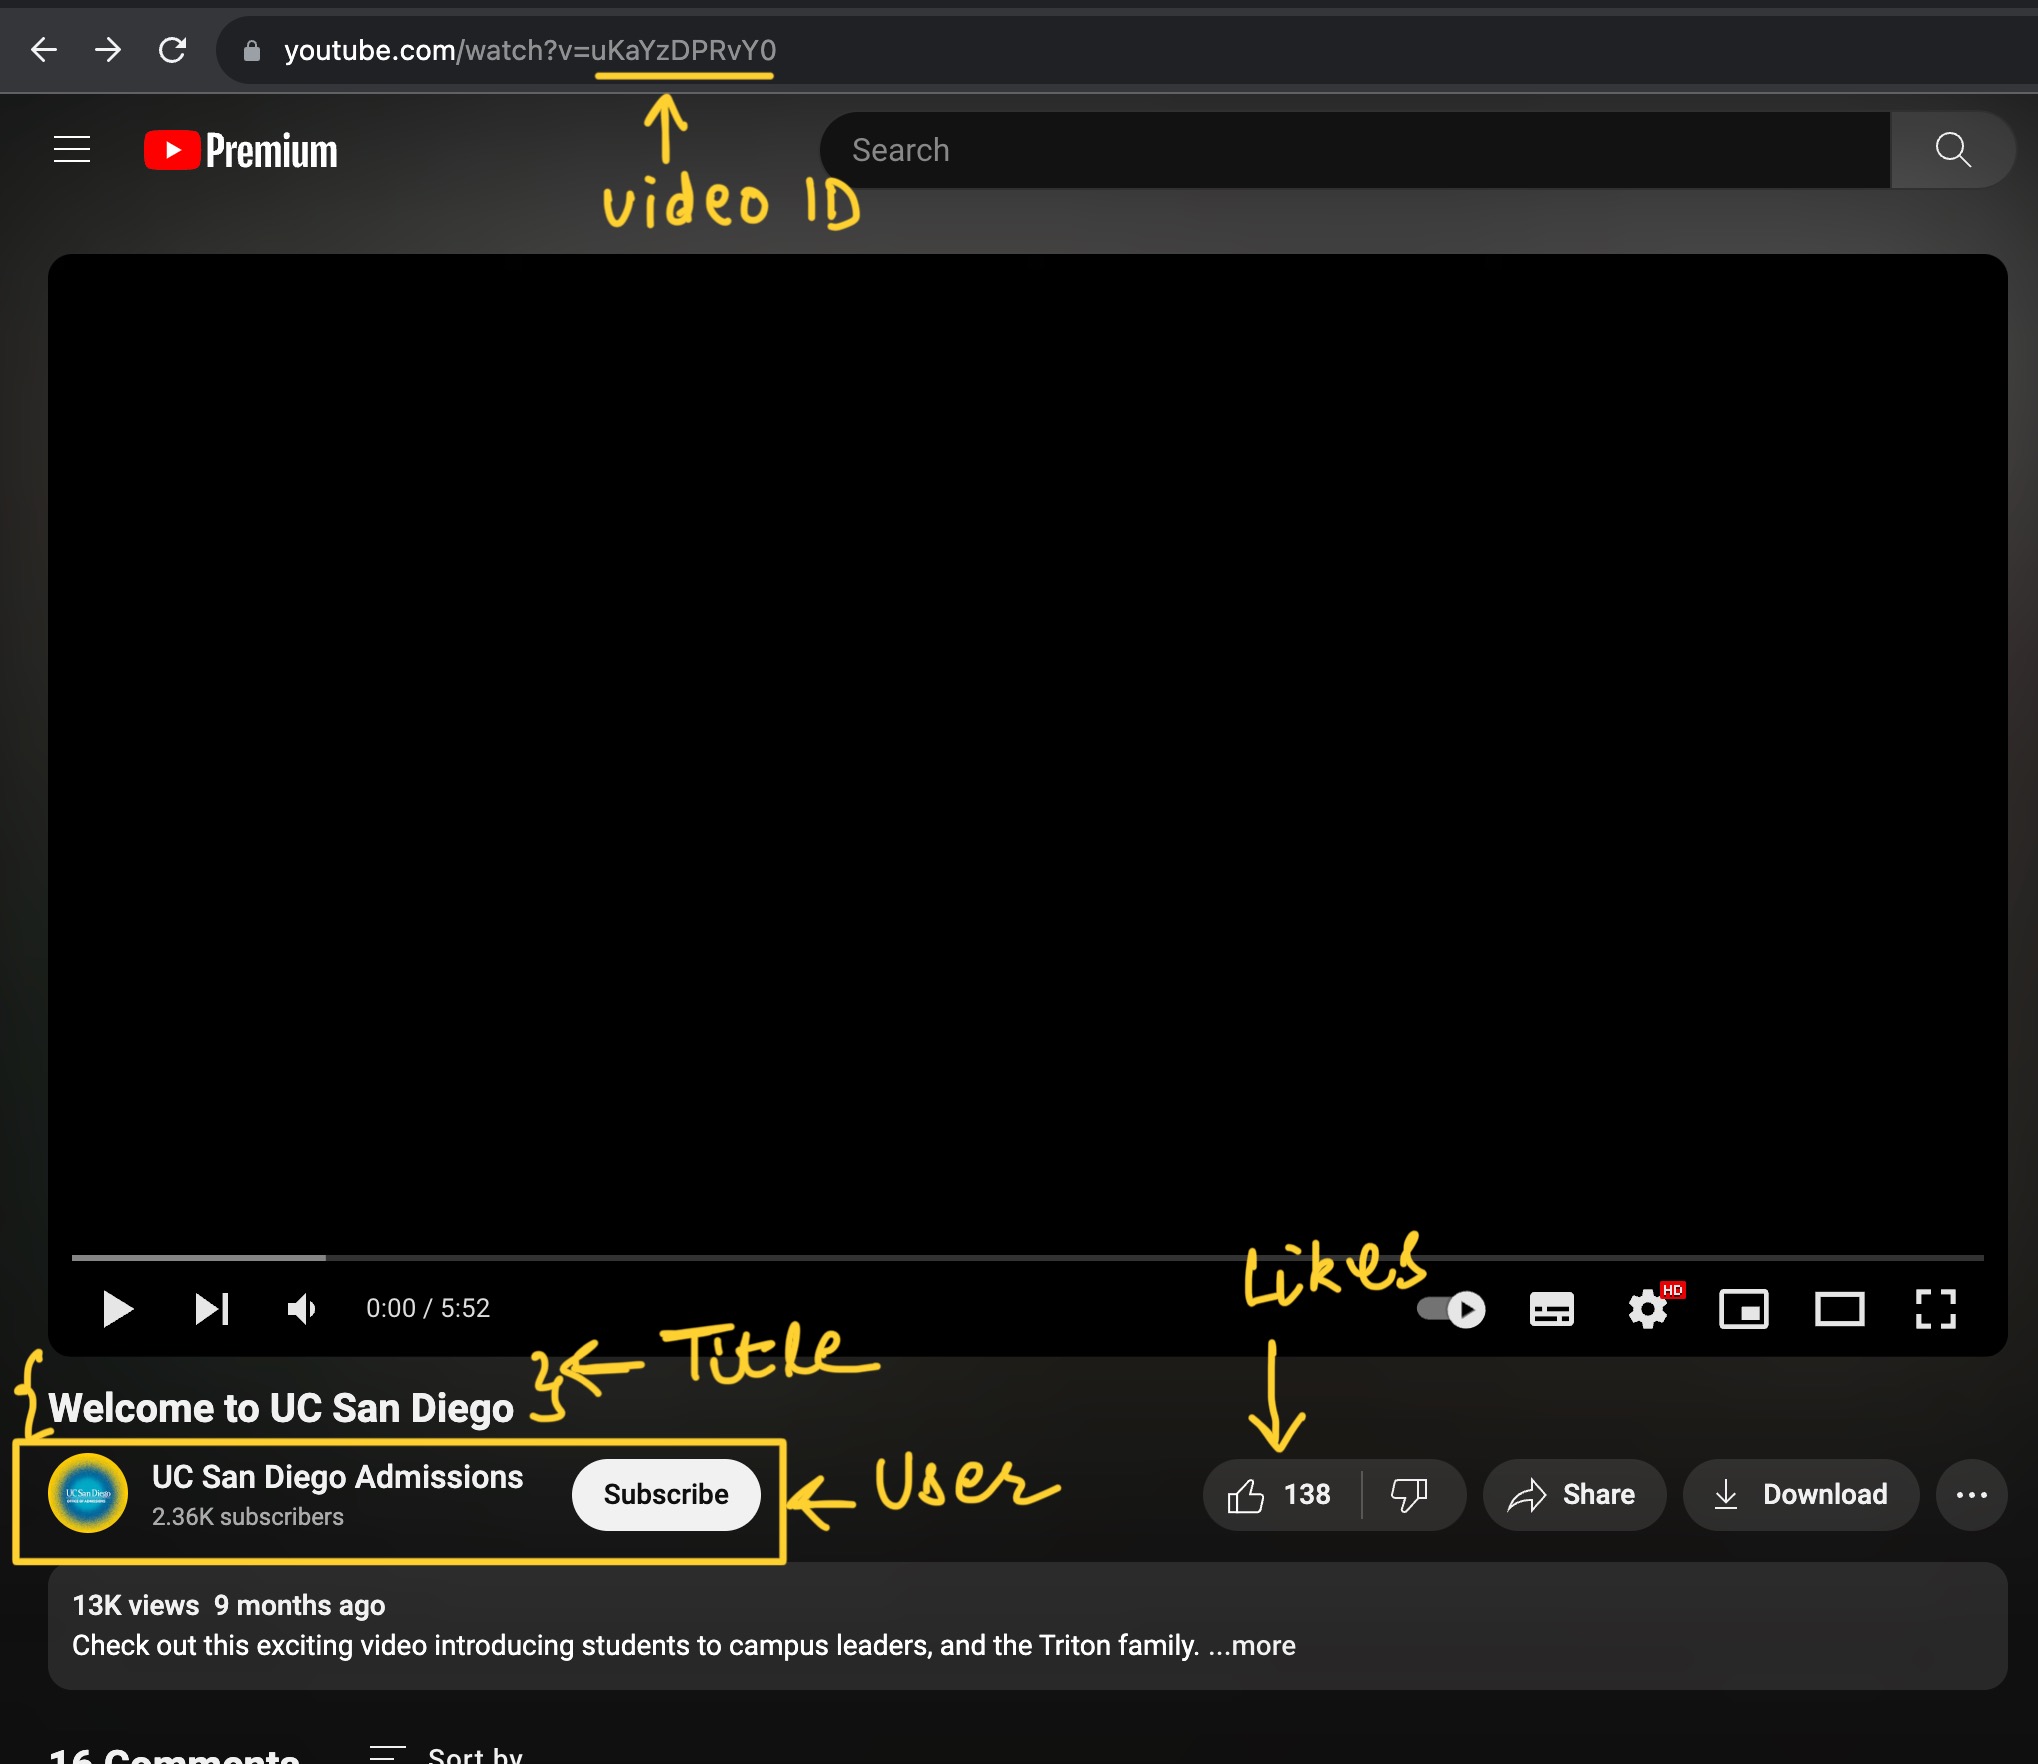 youtube.com/watch?v=uKaYzDPRvY0
Premium
Search
video ID
Likes
0:00 / 5:52
HD
Title
Welcome to UC San Diego
UC San Diego
UC San Diego Admissions
2.36K subscribers
Subscribe
User
138
Share
Download
13K views 9 months ago
Check out this exciting video introducing students to campus leaders, and the Triton family. ...more
16 Comments
Sort by